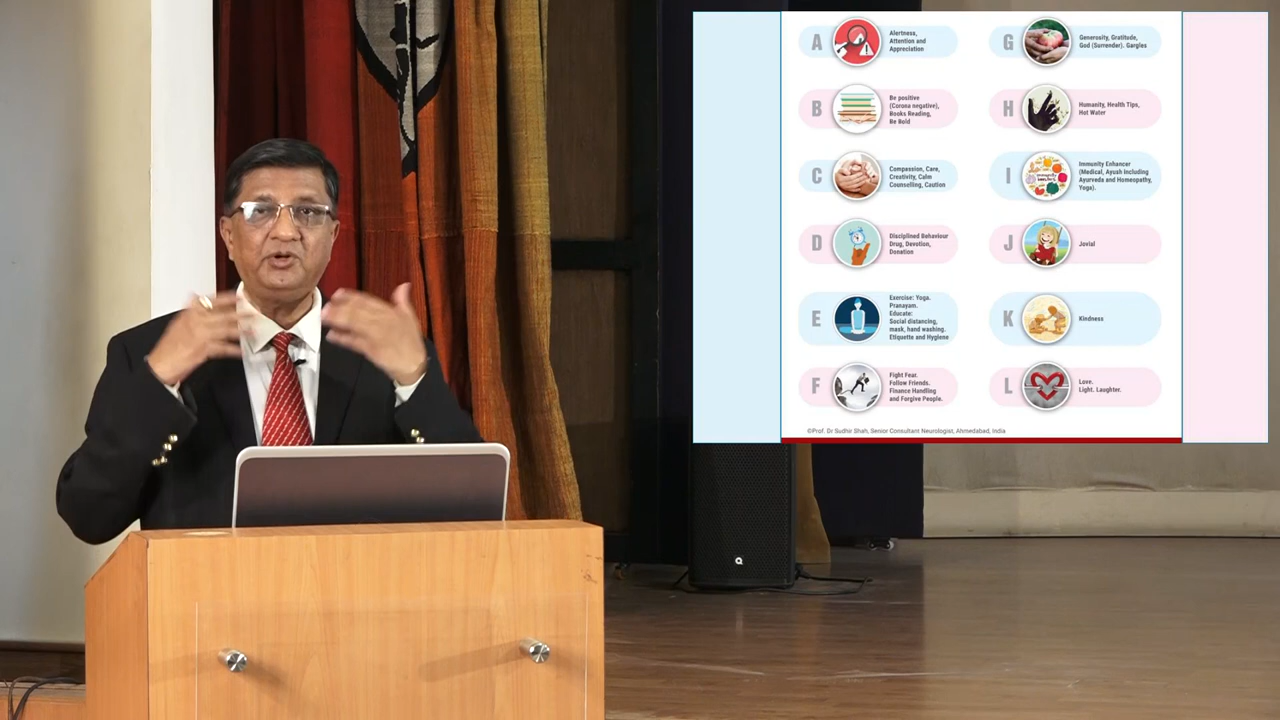 A
Alertness,
Attention and
Appreciation
B
Be positive
(Corona negative),
Books Reading,
Be Bold
C
Compassion, Care,
Creativity, Calm
Counselling, Caution
D
Disciplined Behaviour
Drug, Devotion,
Donation
E
Exercise: Yoga.
Pranayam.
Educate:
Social distancing,
mask, hand washing.
Etiquette and Hygiene
F
Fight Fear.
Follow Friends.
Finance Handling
and Forgive People.
G
Generosity, Gratitude,
God (Surrender). Gargles
H
Humanity, Health Tips,
Hot Water
I
Immunity Enhancer
(Medical, Ayush Including
Ayurveda and Homeopathy,
Yoga).
J
Jovial
K
Kindness
L
Love.
Light. Laughter.
©Prof. Dr Sudhir Shah, Senior Consultant Neurologist, Ahmedabad, India